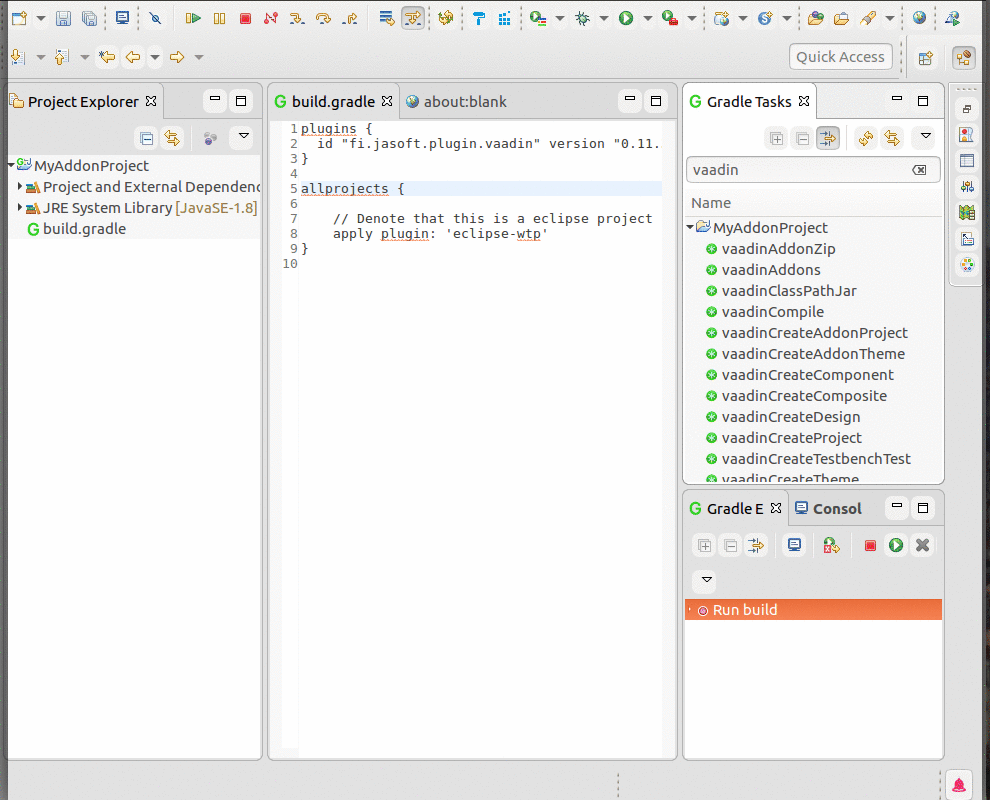 Quick Access
Project Explorer
MyAddonProject
Project and External Dependenc
JRE System Library [JavaSE-1.8]
build.gradle
build.gradle
about:blank
1 plugins {
2 id "fi.jasoft.plugin.vaadin" version "0.11.
3 }
4
5 allprojects {
6
7 // Denote that this is a eclipse project
8 apply plugin: 'eclipse-wtp'
9 }
10
Gradle Tasks
vaadin
Name
MyAddonProject
vaadinAddonZip
vaadinAddons
vaadinClassPathJar
vaadinCompile
vaadinCreateAddonProject
vaadinCreateAddonTheme
vaadinCreateComponent
vaadinCreateComposite
vaadinCreateDesign
vaadinCreateProject
vaadinCreateTestbenchTest
vaadinCreateTheme
Gradle E
Consol
Run build